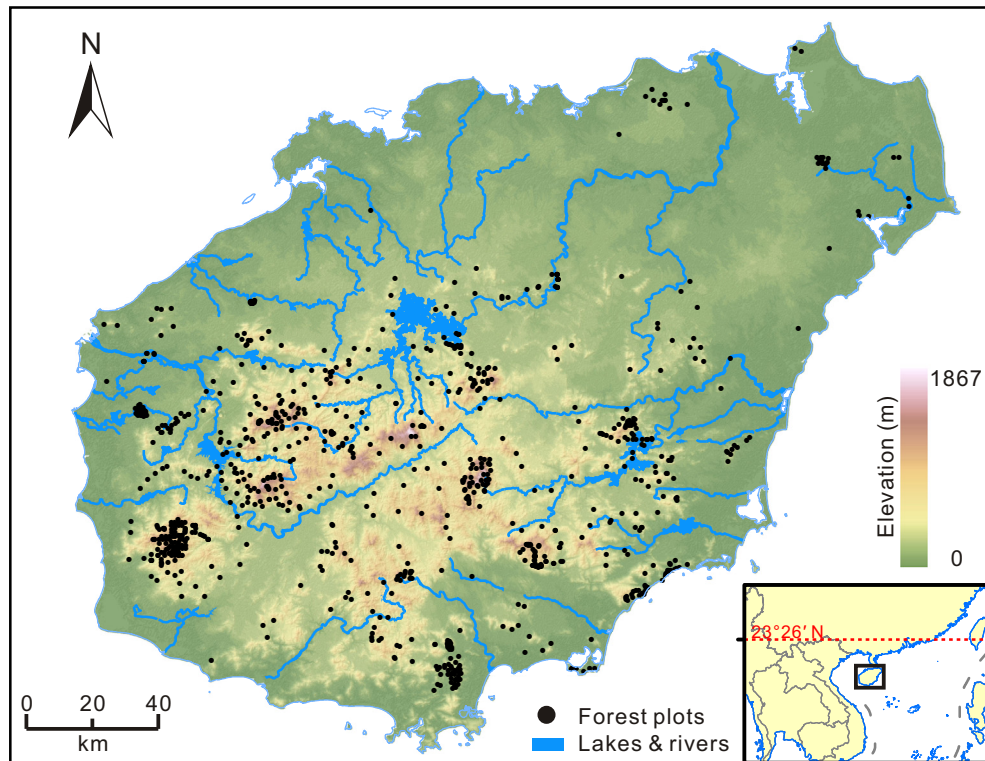 N
1867
Elevation (m)
0
23°26′ N
0 20 40
km
Forest plots
Lakes & rivers